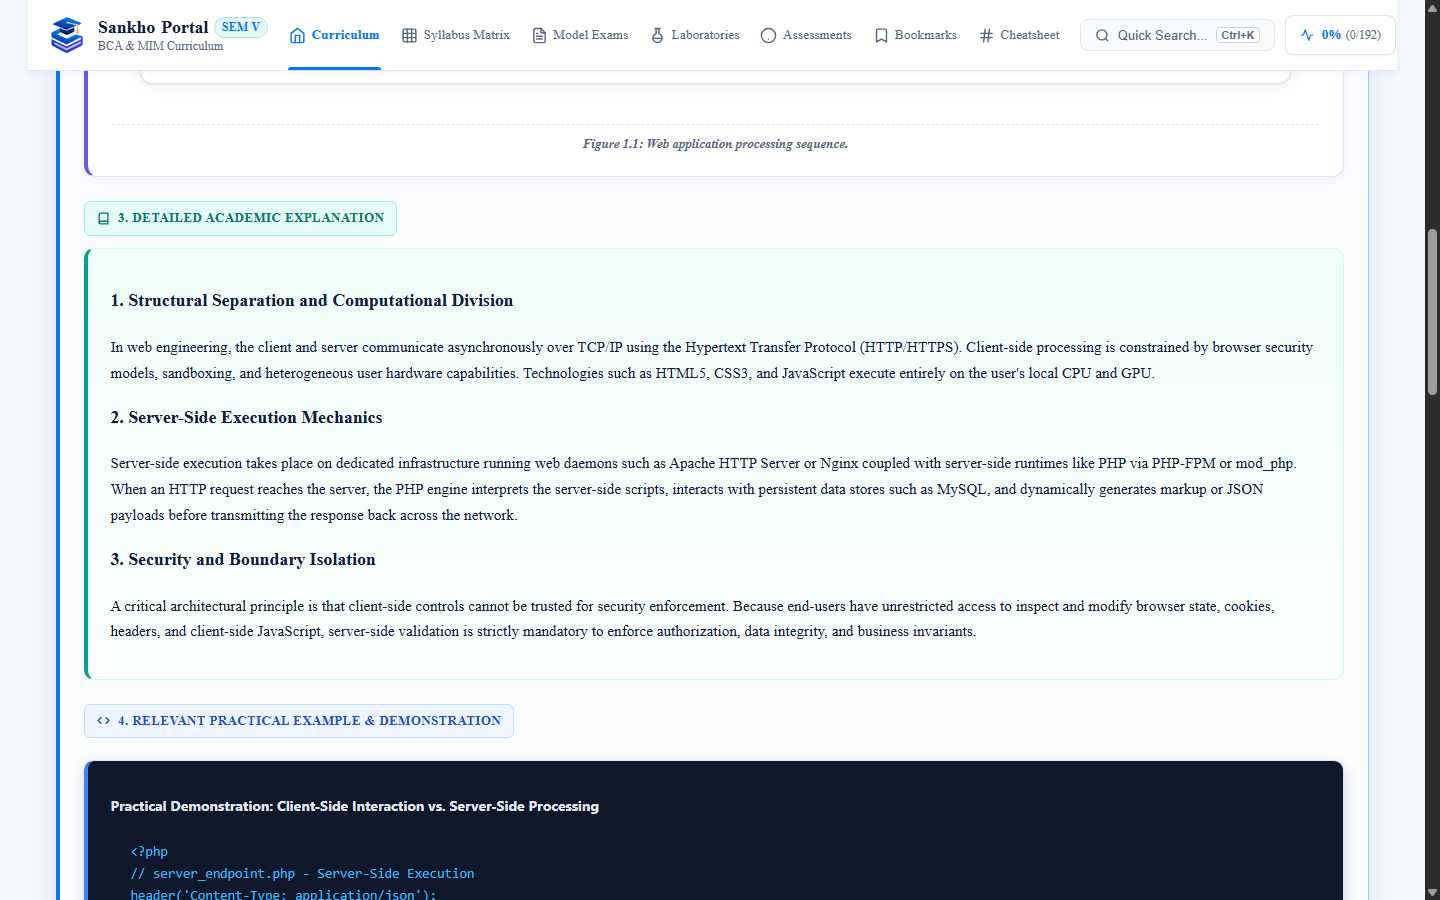 Sankho Portal SEM V
BCA & MIM Curriculum
Curriculum
Syllabus Matrix
Model Exams
Laboratories
Assessments
Bookmarks
Cheatsheet
Quick Search... Ctrl+K
0% (0/192)
Figure 1.1: Web application processing sequence.
3. DETAILED ACADEMIC EXPLANATION
1. Structural Separation and Computational Division
In web engineering, the client and server communicate asynchronously over TCP/IP using the Hypertext Transfer Protocol (HTTP/HTTPS). Client-side processing is constrained by browser security
models, sandboxing, and heterogeneous user hardware capabilities. Technologies such as HTML5, CSS3, and JavaScript execute entirely on the user's local CPU and GPU.
2. Server-Side Execution Mechanics
Server-side execution takes place on dedicated infrastructure running web daemons such as Apache HTTP Server or Nginx coupled with server-side runtimes like PHP via PHP-FPM or mod_php.
When an HTTP request reaches the server, the PHP engine interprets the server-side scripts, interacts with persistent data stores such as MySQL, and dynamically generates markup or JSON
payloads before transmitting the response back across the network.
3. Security and Boundary Isolation
A critical architectural principle is that client-side controls cannot be trusted for security enforcement. Because end-users have unrestricted access to inspect and modify browser state, cookies,
headers, and client-side JavaScript, server-side validation is strictly mandatory to enforce authorization, data integrity, and business invariants.
4. RELEVANT PRACTICAL EXAMPLE & DEMONSTRATION
Practical Demonstration: Client-Side Interaction vs. Server-Side Processing
<?php
// server_endpoint.php - Server-Side Execution
header('Content-Type: application/json');